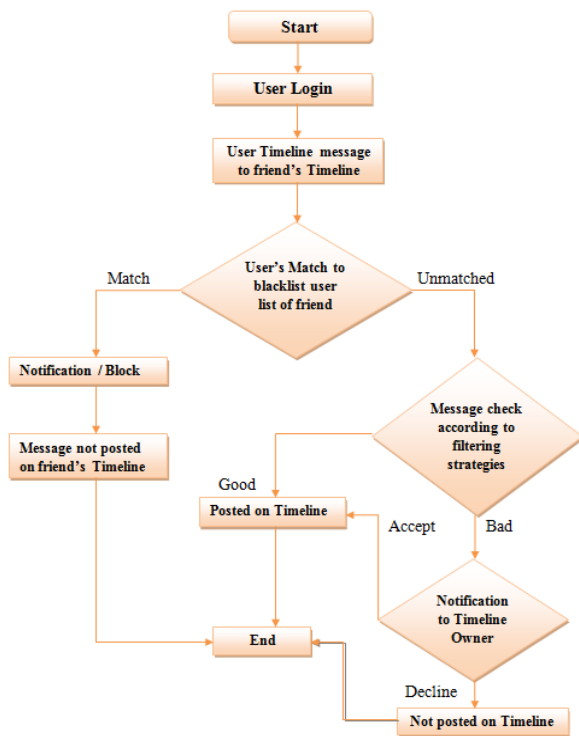 Start
User Login
User Timeline message
to friend's Timeline
User's Match to
blacklist user
list of friend
Match
Unmatched
Notification / Block
Message not posted
on friend's Timeline
Message check
according to
filtering
strategies
Good
Posted on Timeline
Accept
Bad
Notification
to Timeline
Owner
End
Decline
Not posted on Timeline